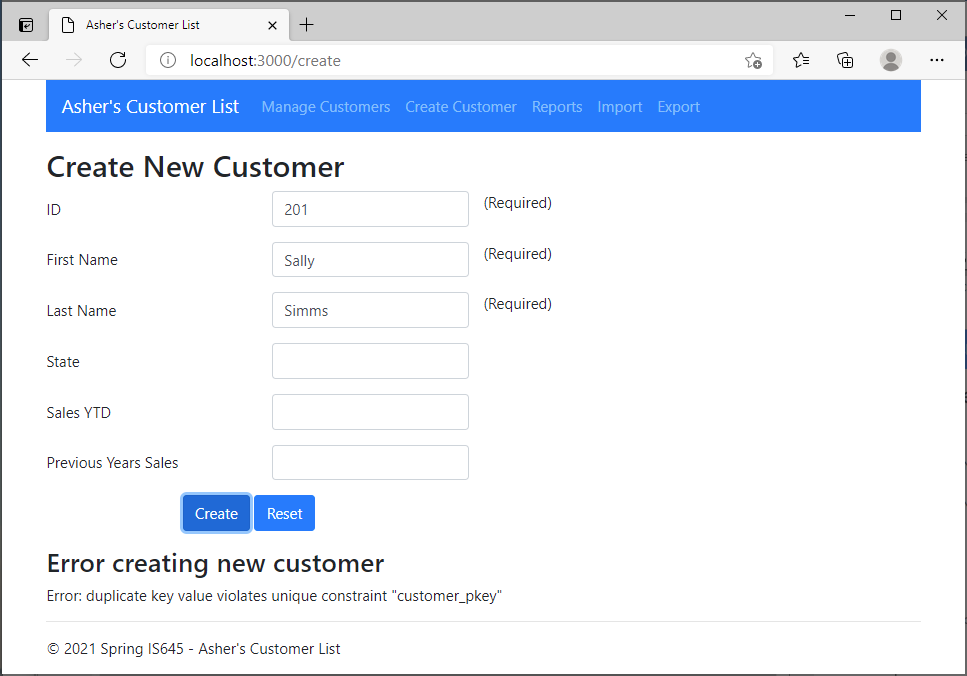 Asher's Customer List
localhost:3000/create
Asher's Customer List Manage Customers Create Customer Reports Import Export
Create New Customer
ID 201 (Required)
First Name Sally (Required)
Last Name Simms (Required)
State
Sales YTD
Previous Years Sales
Create Reset
Error creating new customer
Error: duplicate key value violates unique constraint "customer_pkey"
© 2021 Spring IS645 - Asher's Customer List